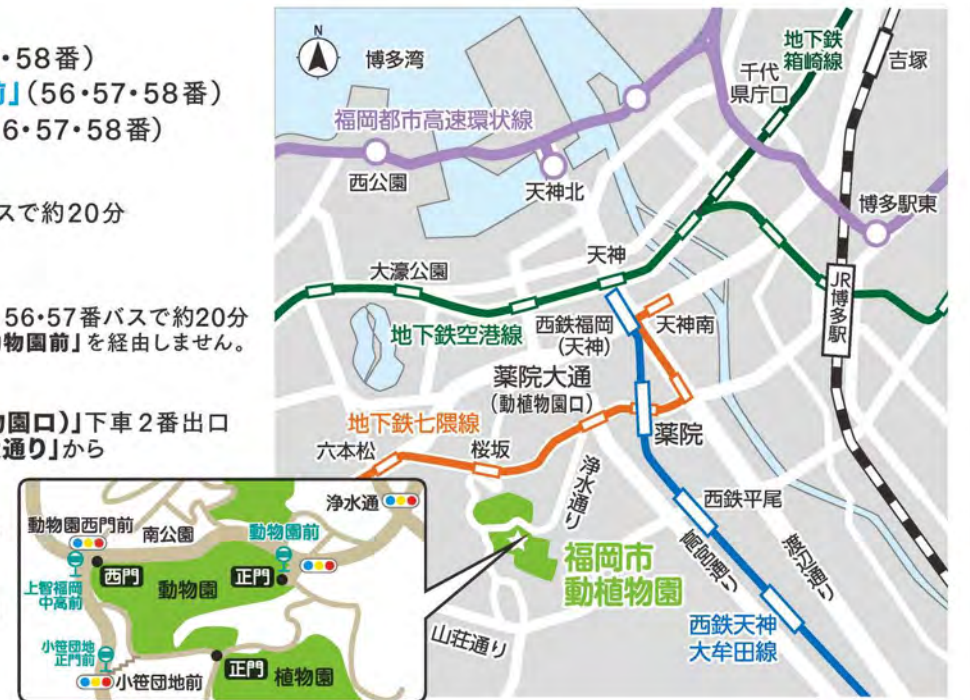 ・58番)
前」(56・57・58番)
6・57・58番)
スで約20分
56・57番バスで約20分
物園前」を経由しません。
物園口)」下車2番出口
通り」から
N
博多湾
地下鉄
箱崎線
吉塚
千代
県庁口
福岡都市高速環状線
西公園
天神北
博多駅東
天神
大濠公園
JR博多駅
地下鉄空港線
西鉄福岡
(天神)
天神南
薬院大通
(動植物園口)
地下鉄七隈線
薬院
六本松
桜坂
浄水通り
西鉄平尾
高宮通り
渡辺通り
福岡市
動植物園
西鉄天神
大牟田線
山荘通り
浄水通
動物園西門前
南公園
動物園前
西門
動物園
正門
上智福岡
中高前
小笹団地
正門前
小笹団地前
正門
植物園